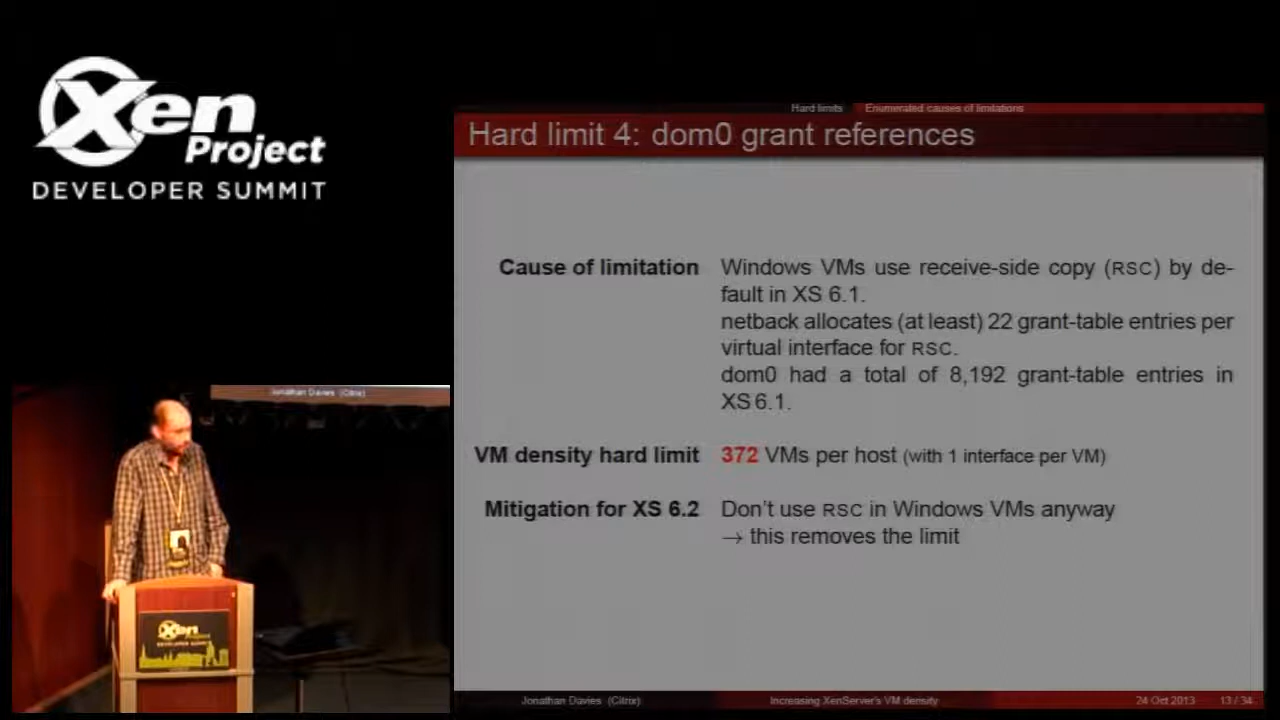 Xen
Project
DEVELOPER SUMMIT
Hard limits Enumerated causes of limitations
Hard limit 4: dom0 grant references
Cause of limitation Windows VMs use receive-side copy (RSC) by de-
fault in XS 6.1.
netback allocates (at least) 22 grant-table entries per
virtual interface for RSC.
dom0 had a total of 8,192 grant-table entries in
XS 6.1.
VM density hard limit 372 VMs per host (with 1 interface per VM)
Mitigation for XS 6.2 Don't use RSC in Windows VMs anyway
→ this removes the limit
Jonathan Davies (Citrix)
Xen
Project
DEVELOPER SUMMIT
Jonathan Davies (Citrix) Increasing XenServer's VM density 24 Oct 2013 13 / 34